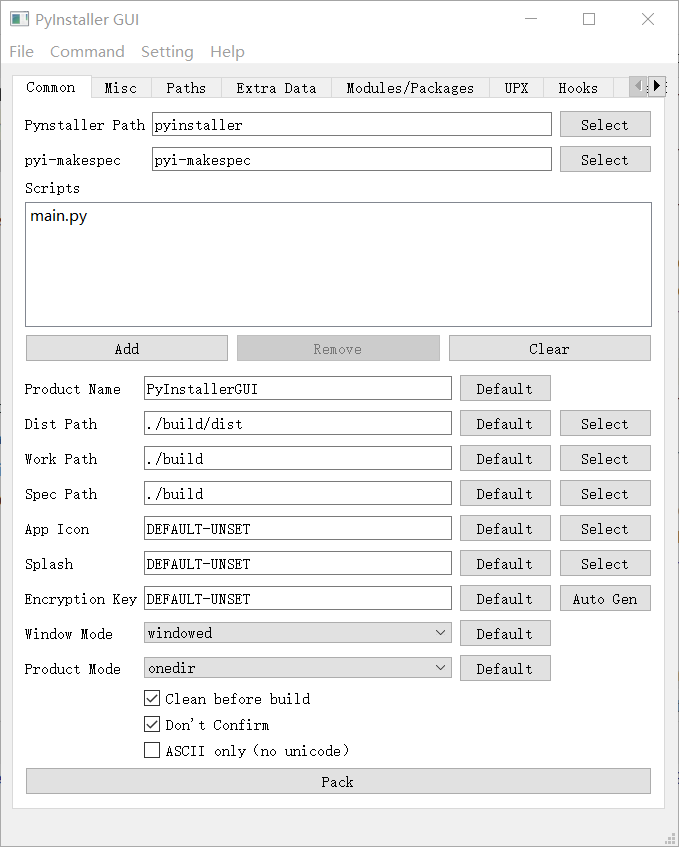 PyInstaller GUI
File Command Setting Help
Common Misc Paths Extra Data Modules/Packages UPX Hooks
Pynstaller Path pyinstaller Select
pyi-makespec pyi-makespec Select
Scripts
main.py
Add Remove Clear
Product Name PyInstallerGUI Default
Dist Path ./build/dist Default Select
Work Path ./build Default Select
Spec Path ./build Default Select
App Icon DEFAULT-UNSET Default Select
Splash DEFAULT-UNSET Default Select
Encryption Key DEFAULT-UNSET Default Auto Gen
Window Mode windowed Default
Product Mode onedir Default
Clean before build
Don't Confirm
ASCII only（no unicode）
Pack